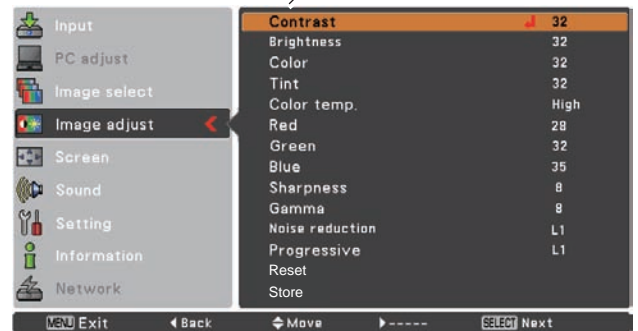 Input
PC adjust
Image select
Image adjust
Screen
Sound
Setting
Information
Network
Contrast 32
Brightness 32
Color 32
Tint 32
Color temp. High
Red 28
Green 32
Blue 35
Sharpness 8
Gamma 8
Noise reduction L1
Progressive L1
Reset
Store
MENU Exit Back Move ----- SELECT Next